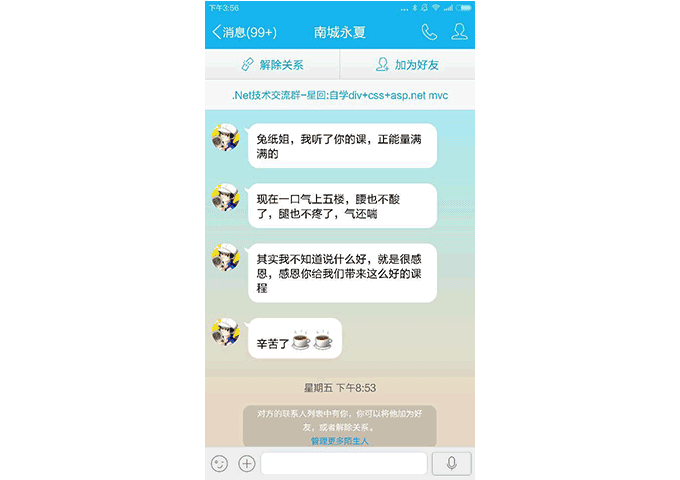 下午3:56
消息(99+)
南城永夏
解除关系
加为好友
.Net技术交流群-星回:自学div+css+asp.net mvc
兔纸姐，我听了你的课，正能量满
满的
现在一口气上五楼，腰也不酸
了，腿也不疼了，气还喘
其实我不知道说什么好，就是很感
恩，感恩你给我们带来这么好的课
程
辛苦了
星期五 下午8:53
对方的联系人列表中有你，你可以将他加为好
友，或者解除关系。
管理更多陌生人